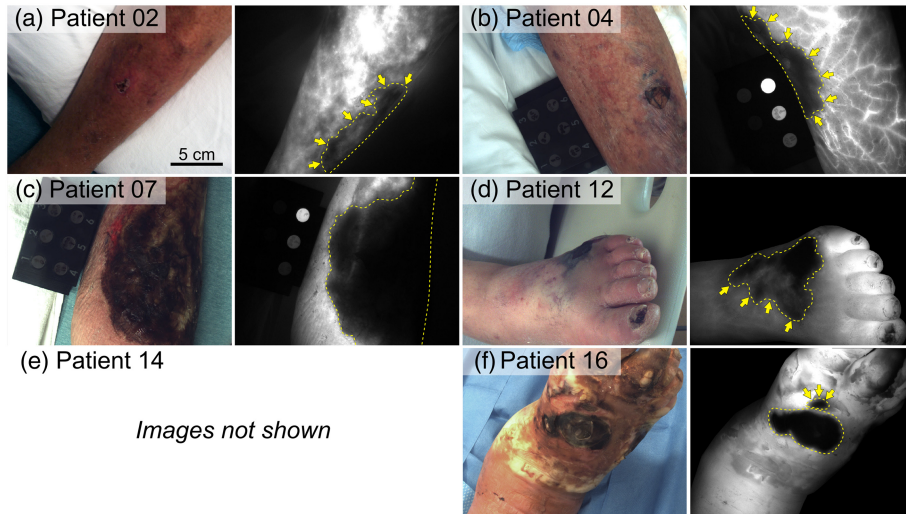 (a) Patient 02
(b) Patient 04
5 cm
(c) Patient 07
(d) Patient 12
(e) Patient 14
(f) Patient 16
Images not shown